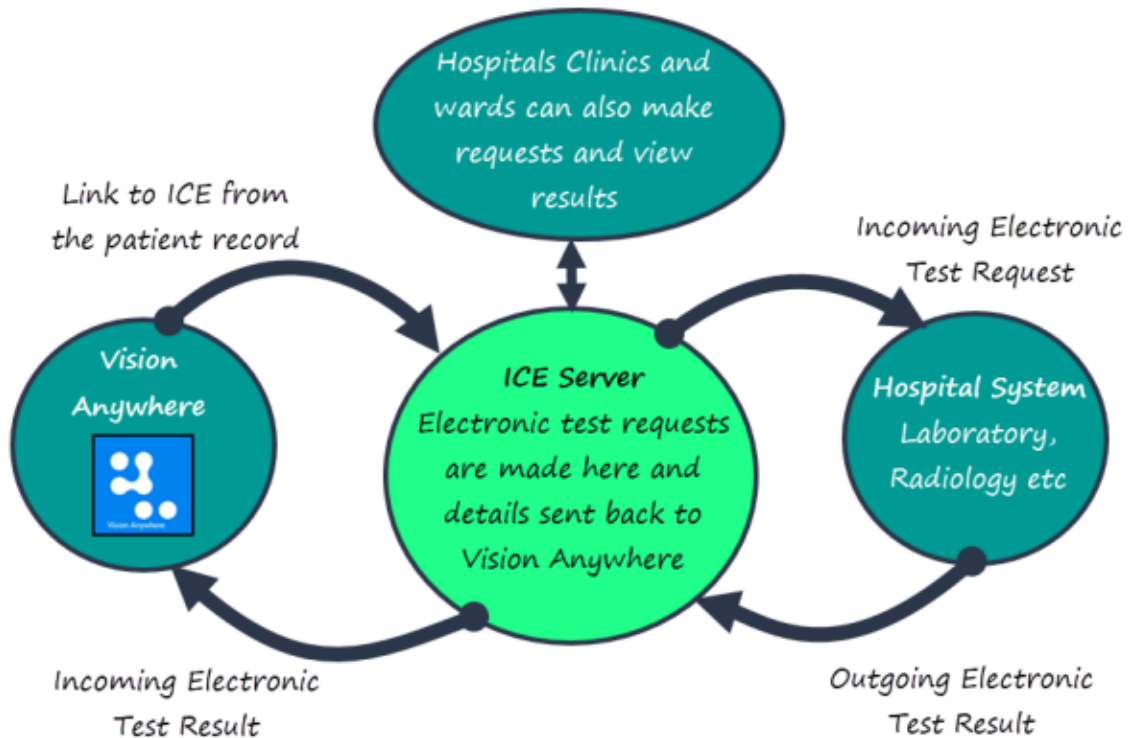 Hospitals Clinics and
wards can also make
requests and view
results
Link to ICE from
the patient record
Incoming Electronic
Test Request
Vision
Anywhere
Vision Anywhere
ICE Server
Electronic test requests
are made here and
details sent back to
Vision Anywhere
Hospital System
Laboratory,
Radiology etc
Incoming Electronic
Test Result
Outgoing Electronic
Test Result